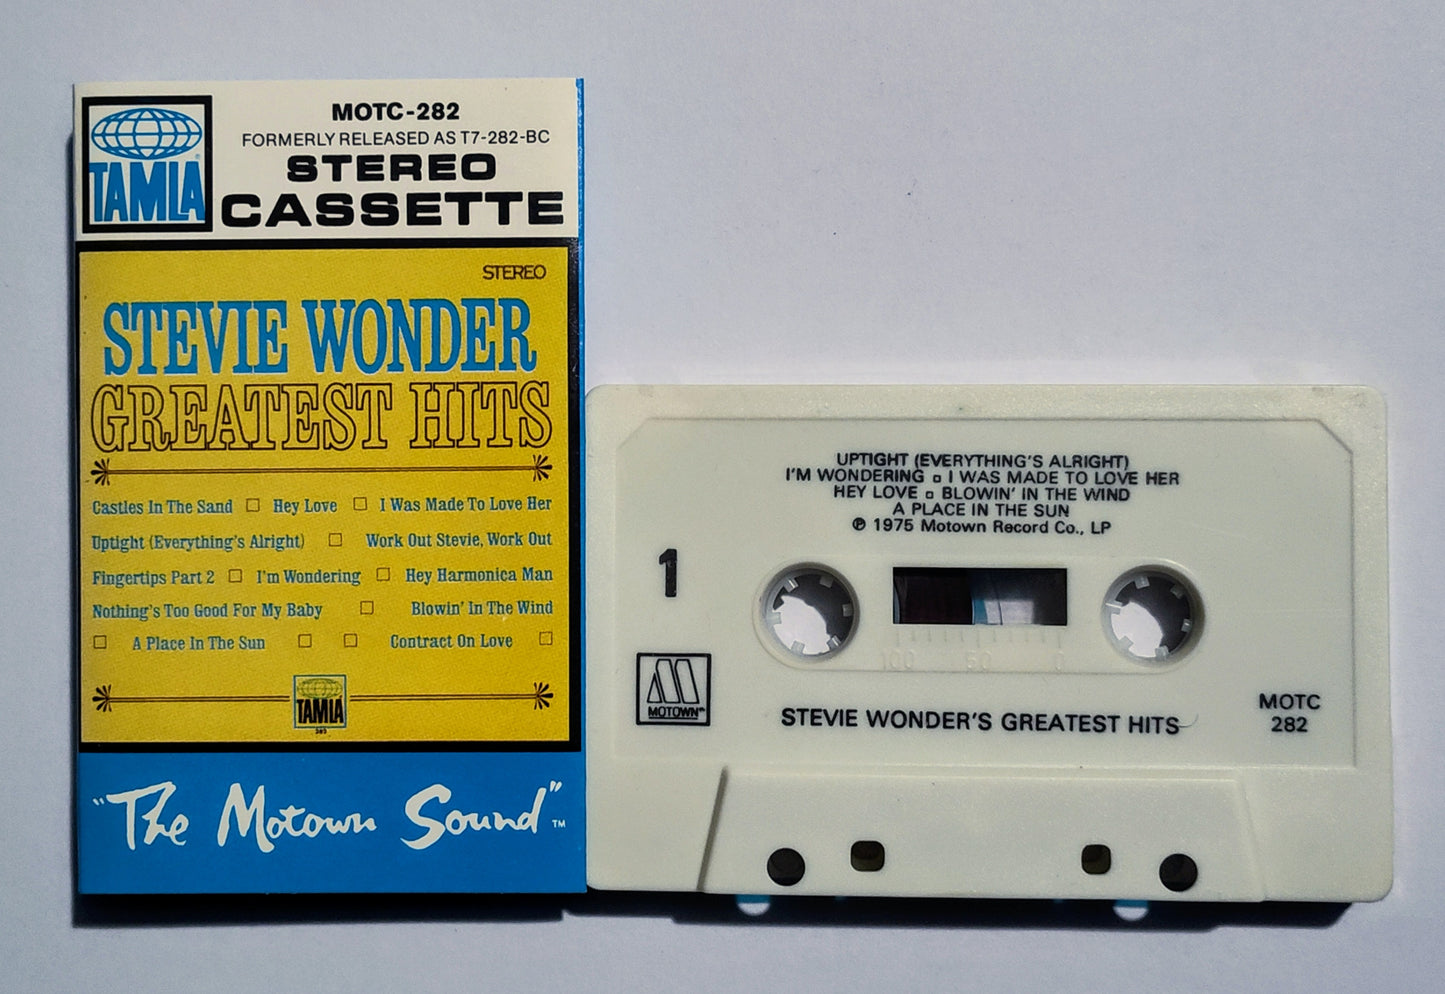 TAMLA
MOTC-282
FORMERLY RELEASED AS T7-282-BC
STEREO
CASSETTE
STEREO
STEVIE WONDER
GREATEST HITS
Castles In The Sand □ Hey Love □ I Was Made To Love Her
Uptight (Everything's Alright) □ Work Out Stevie, Work Out
Fingertips Part 2 □ I'm Wondering □ Hey Harmonica Man
Nothing's Too Good For My Baby □ Blowin' In The Wind
□ A Place In The Sun □ □ Contract On Love □
TAMLA
"The Motown Sound"™
UPTIGHT (EVERYTHING'S ALRIGHT)
I'M WONDERING □ I WAS MADE TO LOVE HER
HEY LOVE □ BLOWIN' IN THE WIND
A PLACE IN THE SUN
℗ 1975 Motown Record Co., LP
1
100 50 0
MOTOWN™
STEVIE WONDER'S GREATEST HITS
MOTC
282